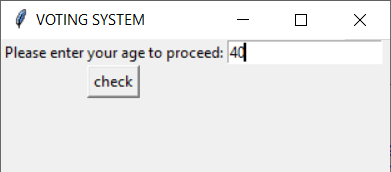 VOTING SYSTEM
Please enter your age to proceed: 40
check